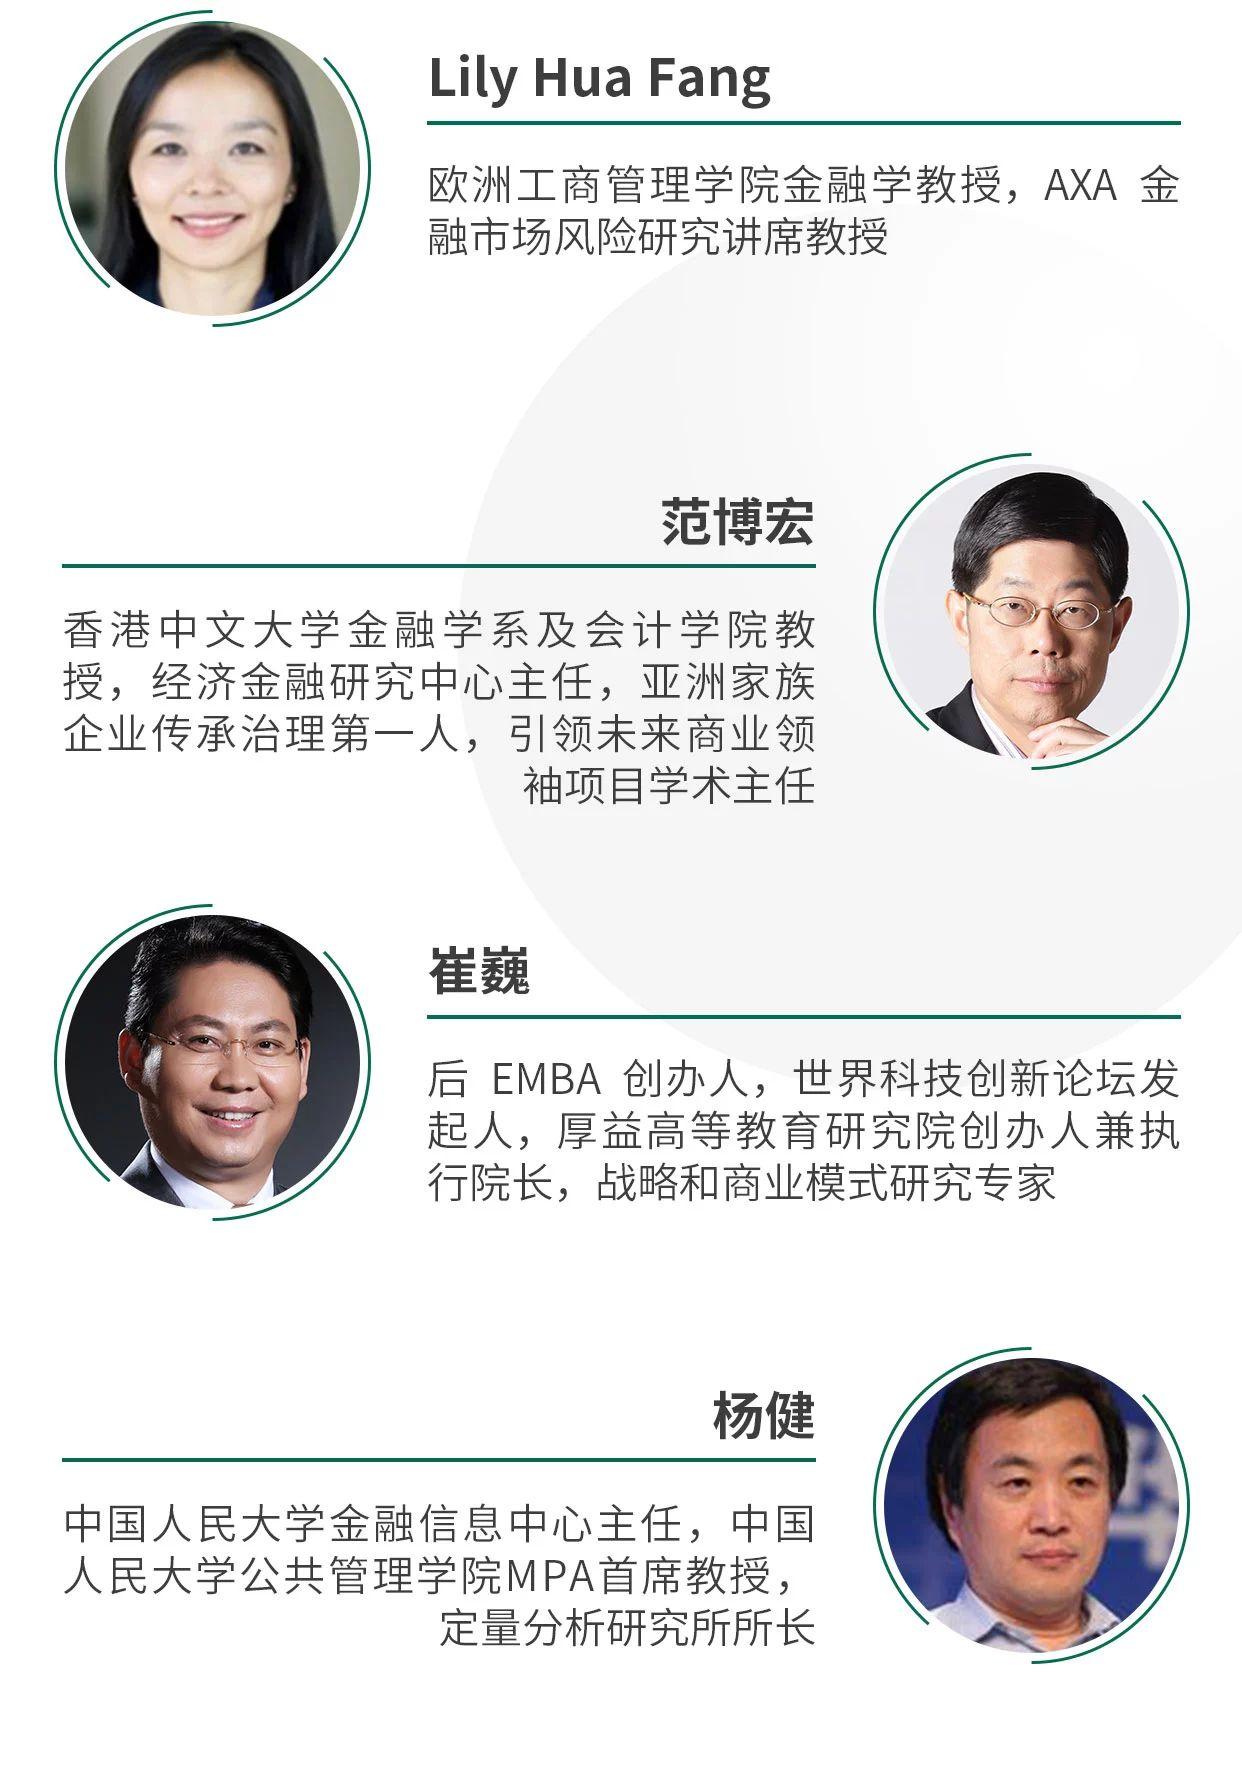 Lily Hua Fang
欧洲工商管理学院金融学教授，AXA 金
融市场风险研究讲席教授
范博宏
香港中文大学金融学系及会计学院教
授，经济金融研究中心主任，亚洲家族
企业传承治理第一人，引领未来商业领
袖项目学术主任
崔巍
后 EMBA 创办人，世界科技创新论坛发
起人，厚益高等教育研究院创办人兼执
行院长，战略和商业模式研究专家
杨健
中国人民大学金融信息中心主任，中国
人民大学公共管理学院MPA首席教授，
定量分析研究所所长